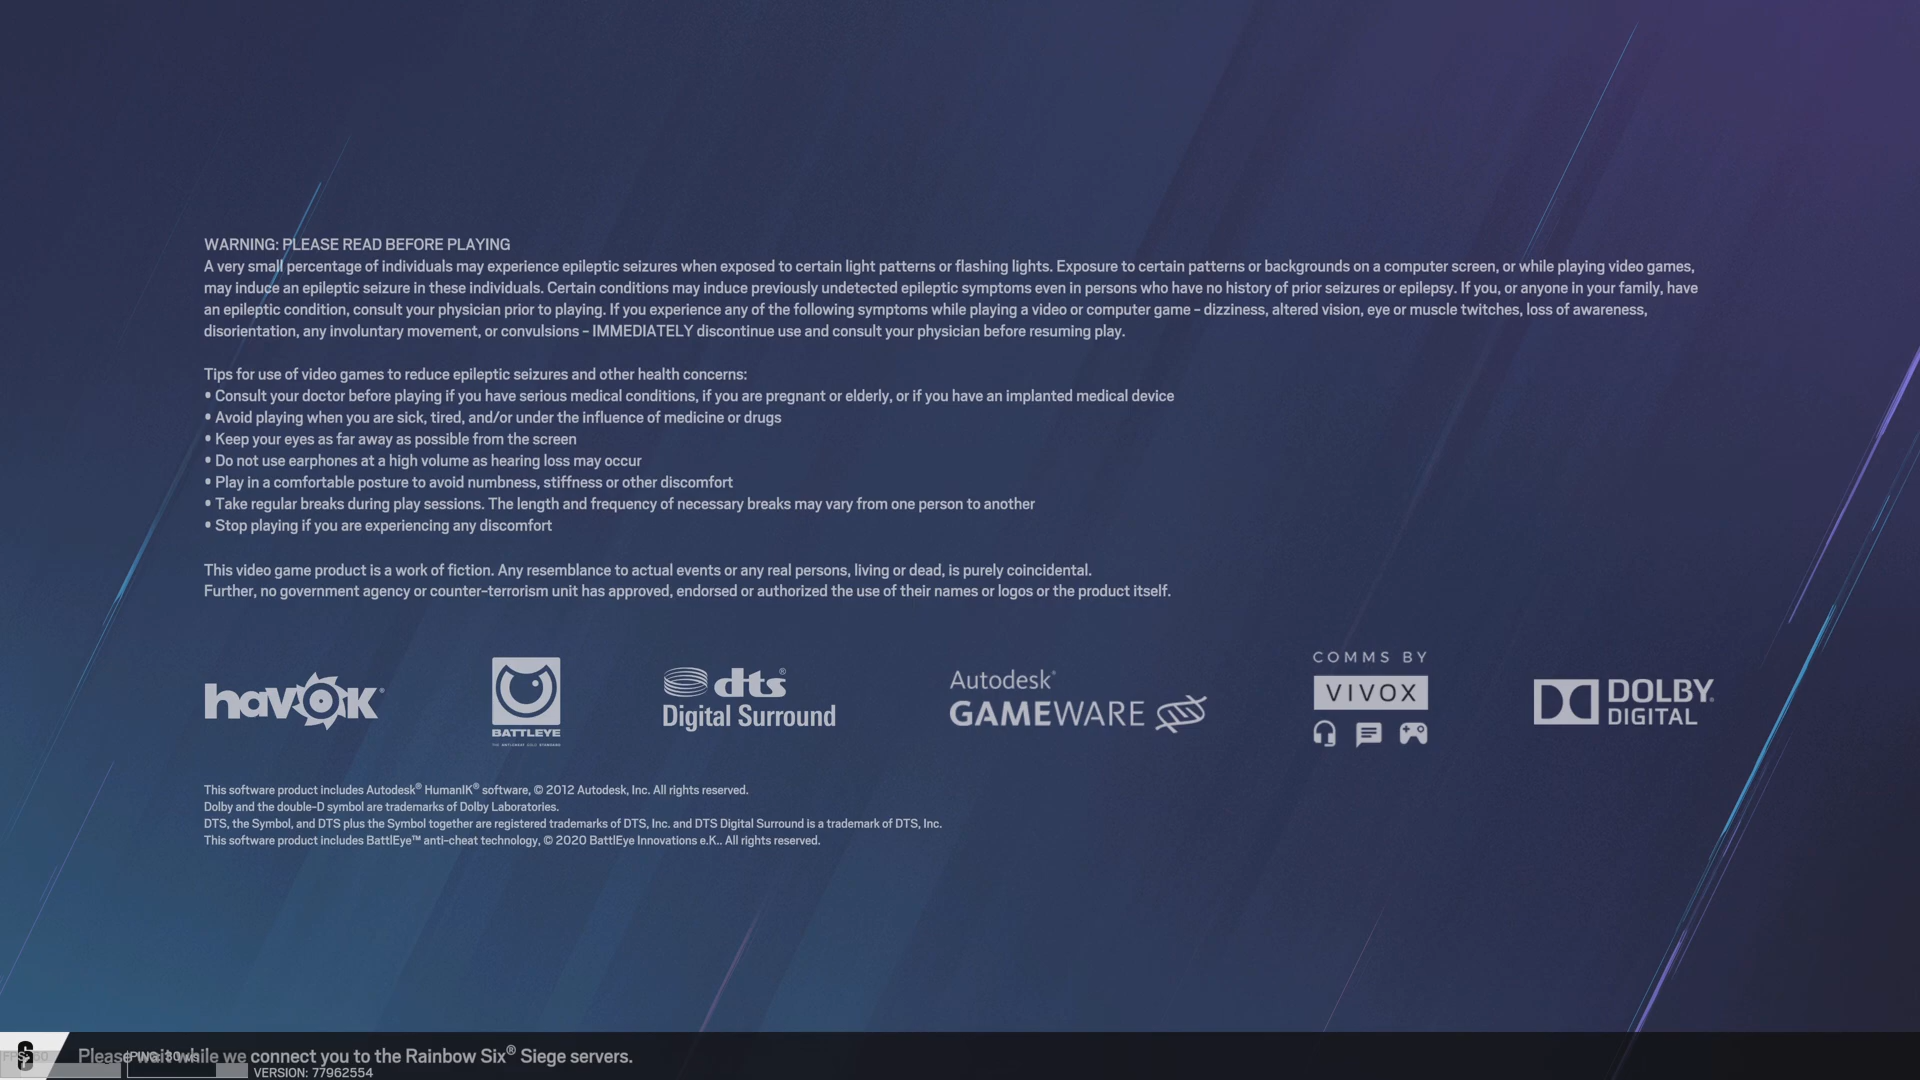 WARNING: PLEASE READ BEFORE PLAYING
A very small percentage of individuals may experience epileptic seizures when exposed to certain light patterns or flashing lights. Exposure to certain patterns or backgrounds on a computer screen, or while playing video games,
may induce an epileptic seizure in these individuals. Certain conditions may induce previously undetected epileptic symptoms even in persons who have no history of prior seizures or epilepsy. If you, or anyone in your family, have
an epileptic condition, consult your physician prior to playing. If you experience any of the following symptoms while playing a video or computer game - dizziness, altered vision, eye or muscle twitches, loss of awareness,
disorientation, any involuntary movement, or convulsions - IMMEDIATELY discontinue use and consult your physician before resuming play.
Tips for use of video games to reduce epileptic seizures and other health concerns:
• Consult your doctor before playing if you have serious medical conditions, if you are pregnant or elderly, or if you have an implanted medical device
• Avoid playing when you are sick, tired, and/or under the influence of medicine or drugs
• Keep your eyes as far away as possible from the screen
• Do not use earphones at a high volume as hearing loss may occur
• Play in a comfortable posture to avoid numbness, stiffness or other discomfort
• Take regular breaks during play sessions. The length and frequency of necessary breaks may vary from one person to another
• Stop playing if you are experiencing any discomfort
This video game product is a work of fiction. Any resemblance to actual events or any real persons, living or dead, is purely coincidental.
Further, no government agency or counter-terrorism unit has approved, endorsed or authorized the use of their names or logos or the product itself.
havok®
BATTLEYE
THE ANTI-CHEAT GOLD STANDARD
dts®
Digital Surround
Autodesk®
GAMEWARE
COMMS BY
VIVOX
DOLBY®
DIGITAL
This software product includes Autodesk® HumanIK® software, © 2012 Autodesk, Inc. All rights reserved.
Dolby and the double-D symbol are trademarks of Dolby Laboratories.
DTS, the Symbol, and DTS plus the Symbol together are registered trademarks of DTS, Inc. and DTS Digital Surround is a trademark of DTS, Inc.
This software product includes BattlEye™ anti-cheat technology, © 2020 BattlEye Innovations e.K.. All rights reserved.
6
Please wait while we connect you to the Rainbow Six® Siege servers.
PING: 30 ms
VERSION: 77962554